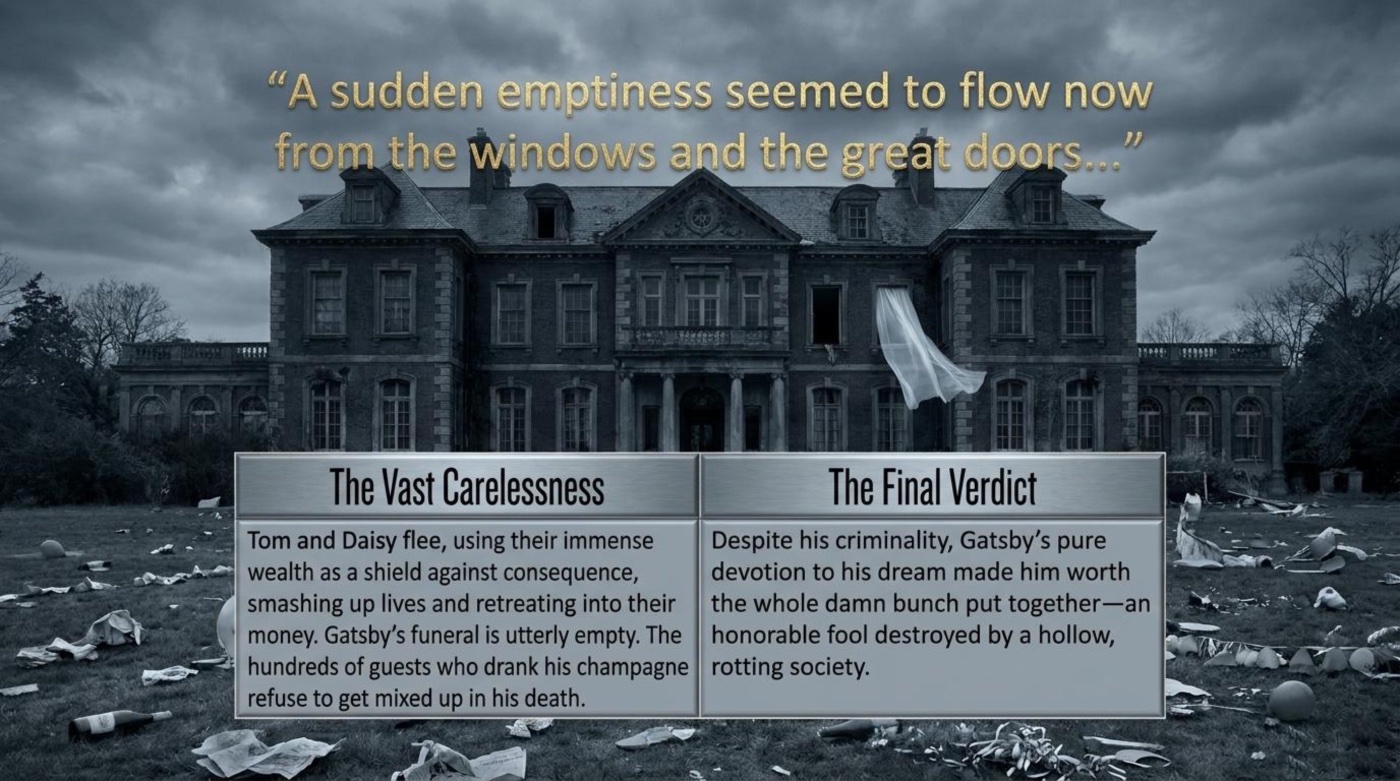 “A sudden emptiness seemed to flow now
from the windows and the great doors...”
The Vast Carelessness
Tom and Daisy flee, using their immense
wealth as a shield against consequence,
smashing up lives and retreating into their
money. Gatsby’s funeral is utterly empty. The
hundreds of guests who drank his champagne
refuse to get mixed up in his death.
The Final Verdict
Despite his criminality, Gatsby’s pure
devotion to his dream made him worth
the whole damn bunch put together—an
honorable fool destroyed by a hollow,
rotting society.